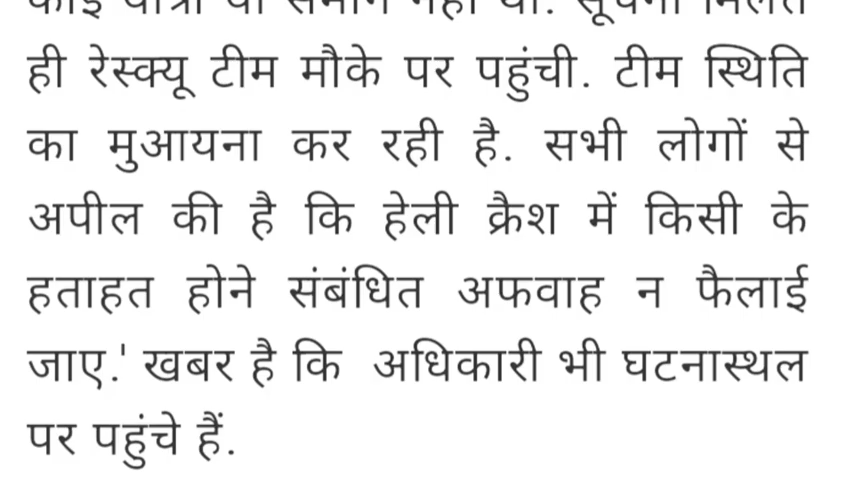 ही रेस्क्यू टीम मौके पर पहुंची. टीम स्थिति
का मुआयना कर रही है. सभी लोगों से
अपील की है कि हेली क्रैश में किसी के
हताहत होने संबंधित अफवाह न फैलाई
जाए.' खबर है कि अधिकारी भी घटनास्थल
पर पहुंचे हैं.